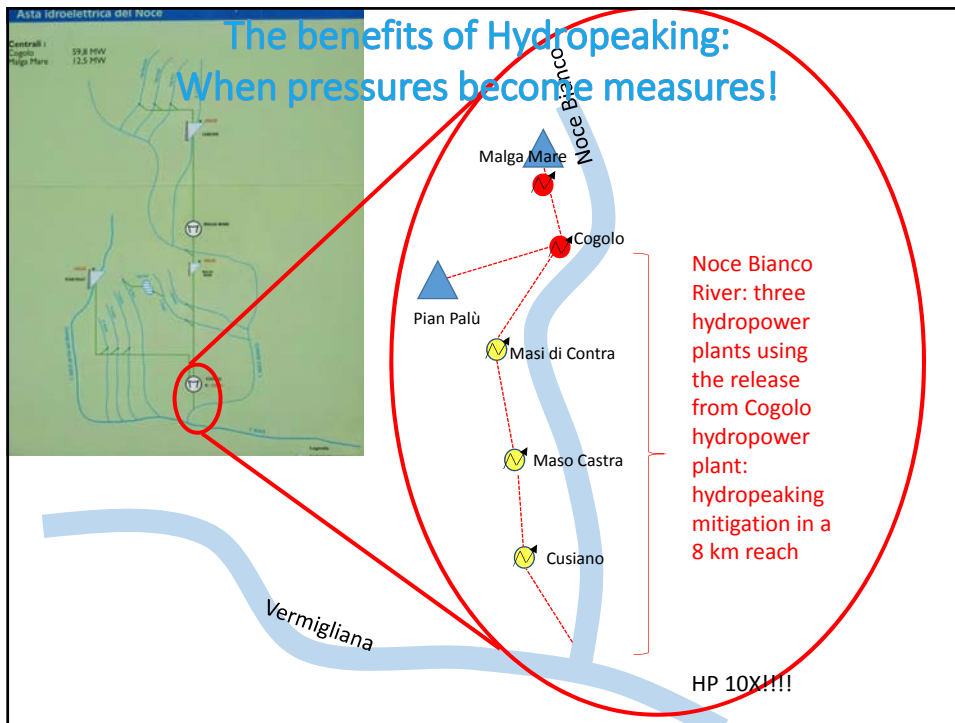 Asta idroelettrica del Noce
Centrali :
Cogolo 59,8 MW
Malga Mare 12,5 MW
The benefits of Hydropeaking:
When pressures become measures!
Noce Bianco
Malga Mare
Cogolo
Pian Palù
Masi di Contra
Maso Castra
Cusiano
Vermigliana
Noce Bianco
River: three
hydropower
plants using
the release
from Cogolo
hydropower
plant:
hydropeaking
mitigation in a
8 km reach
HP 10X!!!!